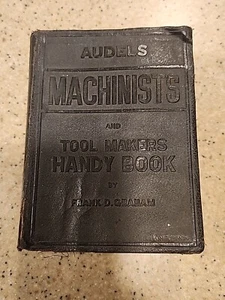 AUDELS
MACHINISTS
AND
TOOL MAKERS
HANDY BOOK
BY
FRANK D. GRAHAM